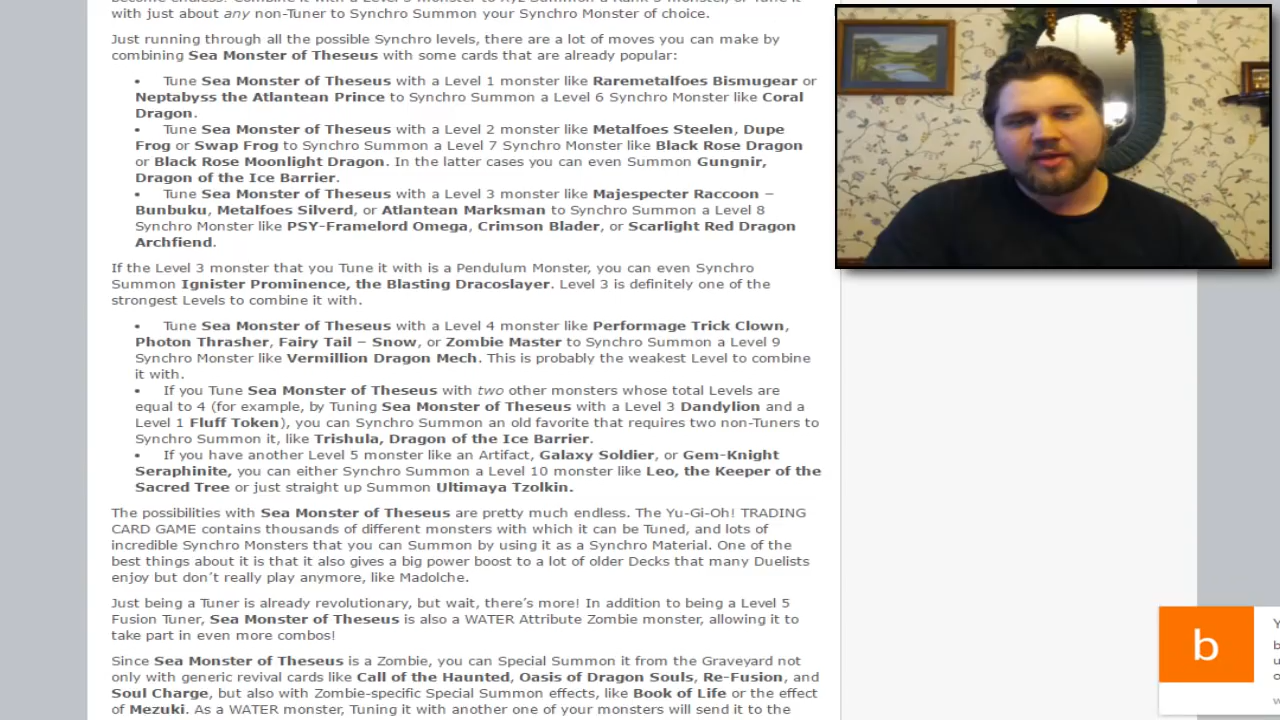 with just about any non-Tuner to Synchro Summon your Synchro Monster of choice.
Just running through all the possible Synchro levels, there are a lot of moves you can make by
combining Sea Monster of Theseus with some cards that are already popular:
• Tune Sea Monster of Theseus with a Level 1 monster like Raremetalfoes Bismugear or
Neptabyss the Atlantean Prince to Synchro Summon a Level 6 Synchro Monster like Coral
Dragon.
• Tune Sea Monster of Theseus with a Level 2 monster like Metalfoes Steelen, Dupe
Frog or Swap Frog to Synchro Summon a Level 7 Synchro Monster like Black Rose Dragon
or Black Rose Moonlight Dragon. In the latter cases you can even Summon Gungnir,
Dragon of the Ice Barrier.
• Tune Sea Monster of Theseus with a Level 3 monster like Majespecter Raccoon –
Bunbuku, Metalfoes Silverd, or Atlantean Marksman to Synchro Summon a Level 8
Synchro Monster like PSY-Framelord Omega, Crimson Blader, or Scarlight Red Dragon
Archfiend.
If the Level 3 monster that you Tune it with is a Pendulum Monster, you can even Synchro
Summon Ignister Prominence, the Blasting Dracoslayer. Level 3 is definitely one of the
strongest Levels to combine it with.
• Tune Sea Monster of Theseus with a Level 4 monster like Performage Trick Clown,
Photon Thrasher, Fairy Tail – Snow, or Zombie Master to Synchro Summon a Level 9
Synchro Monster like Vermillion Dragon Mech. This is probably the weakest Level to combine
it with.
• If you Tune Sea Monster of Theseus with two other monsters whose total Levels are
equal to 4 (for example, by Tuning Sea Monster of Theseus with a Level 3 Dandylion and a
Level 1 Fluff Token), you can Synchro Summon an old favorite that requires two non-Tuners to
Synchro Summon it, like Trishula, Dragon of the Ice Barrier.
• If you have another Level 5 monster like an Artifact, Galaxy Soldier, or Gem-Knight
Seraphinite, you can either Synchro Summon a Level 10 monster like Leo, the Keeper of the
Sacred Tree or just straight up Summon Ultimaya Tzolkin.
The possibilities with Sea Monster of Theseus are pretty much endless. The Yu-Gi-Oh! TRADING
CARD GAME contains thousands of different monsters with which it can be Tuned, and lots of
incredible Synchro Monsters that you can Summon by using it as a Synchro Material. One of the
best things about it is that it also gives a big power boost to a lot of older Decks that many Duelists
enjoy but don't really play anymore, like Madolche.
Just being a Tuner is already revolutionary, but wait, there's more! In addition to being a Level 5
Fusion Tuner, Sea Monster of Theseus is also a WATER Attribute Zombie monster, allowing it to
take part in even more combos!
Since Sea Monster of Theseus is a Zombie, you can Special Summon it from the Graveyard not
only with generic revival cards like Call of the Haunted, Oasis of Dragon Souls, Re-Fusion, and
Soul Charge, but also with Zombie-specific Special Summon effects, like Book of Life or the effect
of Mezuki. As a WATER monster, Tuning it with another one of your monsters will send it to the
b